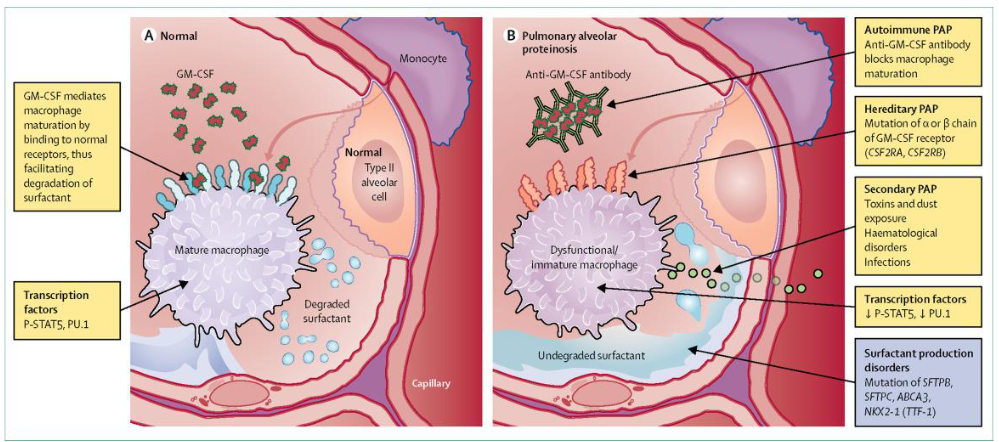 GM-CSF mediates
macrophage
maturation by
binding to normal
receptors, thus
facilitating
degradation of
surfactant
Transcription
factors
P-STAT5, PU.1
A Normal
GM-CSF
Monocyte
Normal
Type II
alveolar
cell
Mature macrophage
Degraded
surfactant
Capillary
B Pulmonary alveolar
proteinosis
Anti-GM-CSF antibody
Dysfunctional/
immature macrophage
Undegraded surfactant
Autoimmune PAP
Anti-GM-CSF antibody
blocks macrophage
maturation
Hereditary PAP
Mutation of α or β chain
of GM-CSF receptor
(CSF2RA, CSF2RB)
Secondary PAP
Toxins and dust
exposure
Haematological
disorders
Infections
Transcription factors
↓ P-STAT5, ↓ PU.1
Surfactant production
disorders
Mutation of SFTPB,
SFTPC, ABCA3,
NKX2-1 (TTF-1)